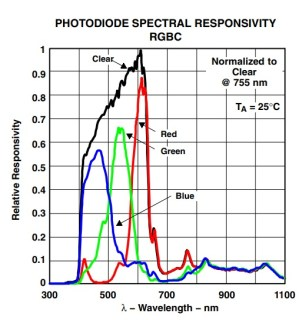 PHOTODIODE SPECTRAL RESPONSIVITY
RGBC
1
0.9
0.8
0.7
0.6
0.5
0.4
0.3
0.2
0.1
0
Relative Responsivity
Clear
Normalized to
Clear
@ 755 nm
TA = 25°C
Red
Green
Blue
300 500 700 900 1100
λ – Wavelength – nm